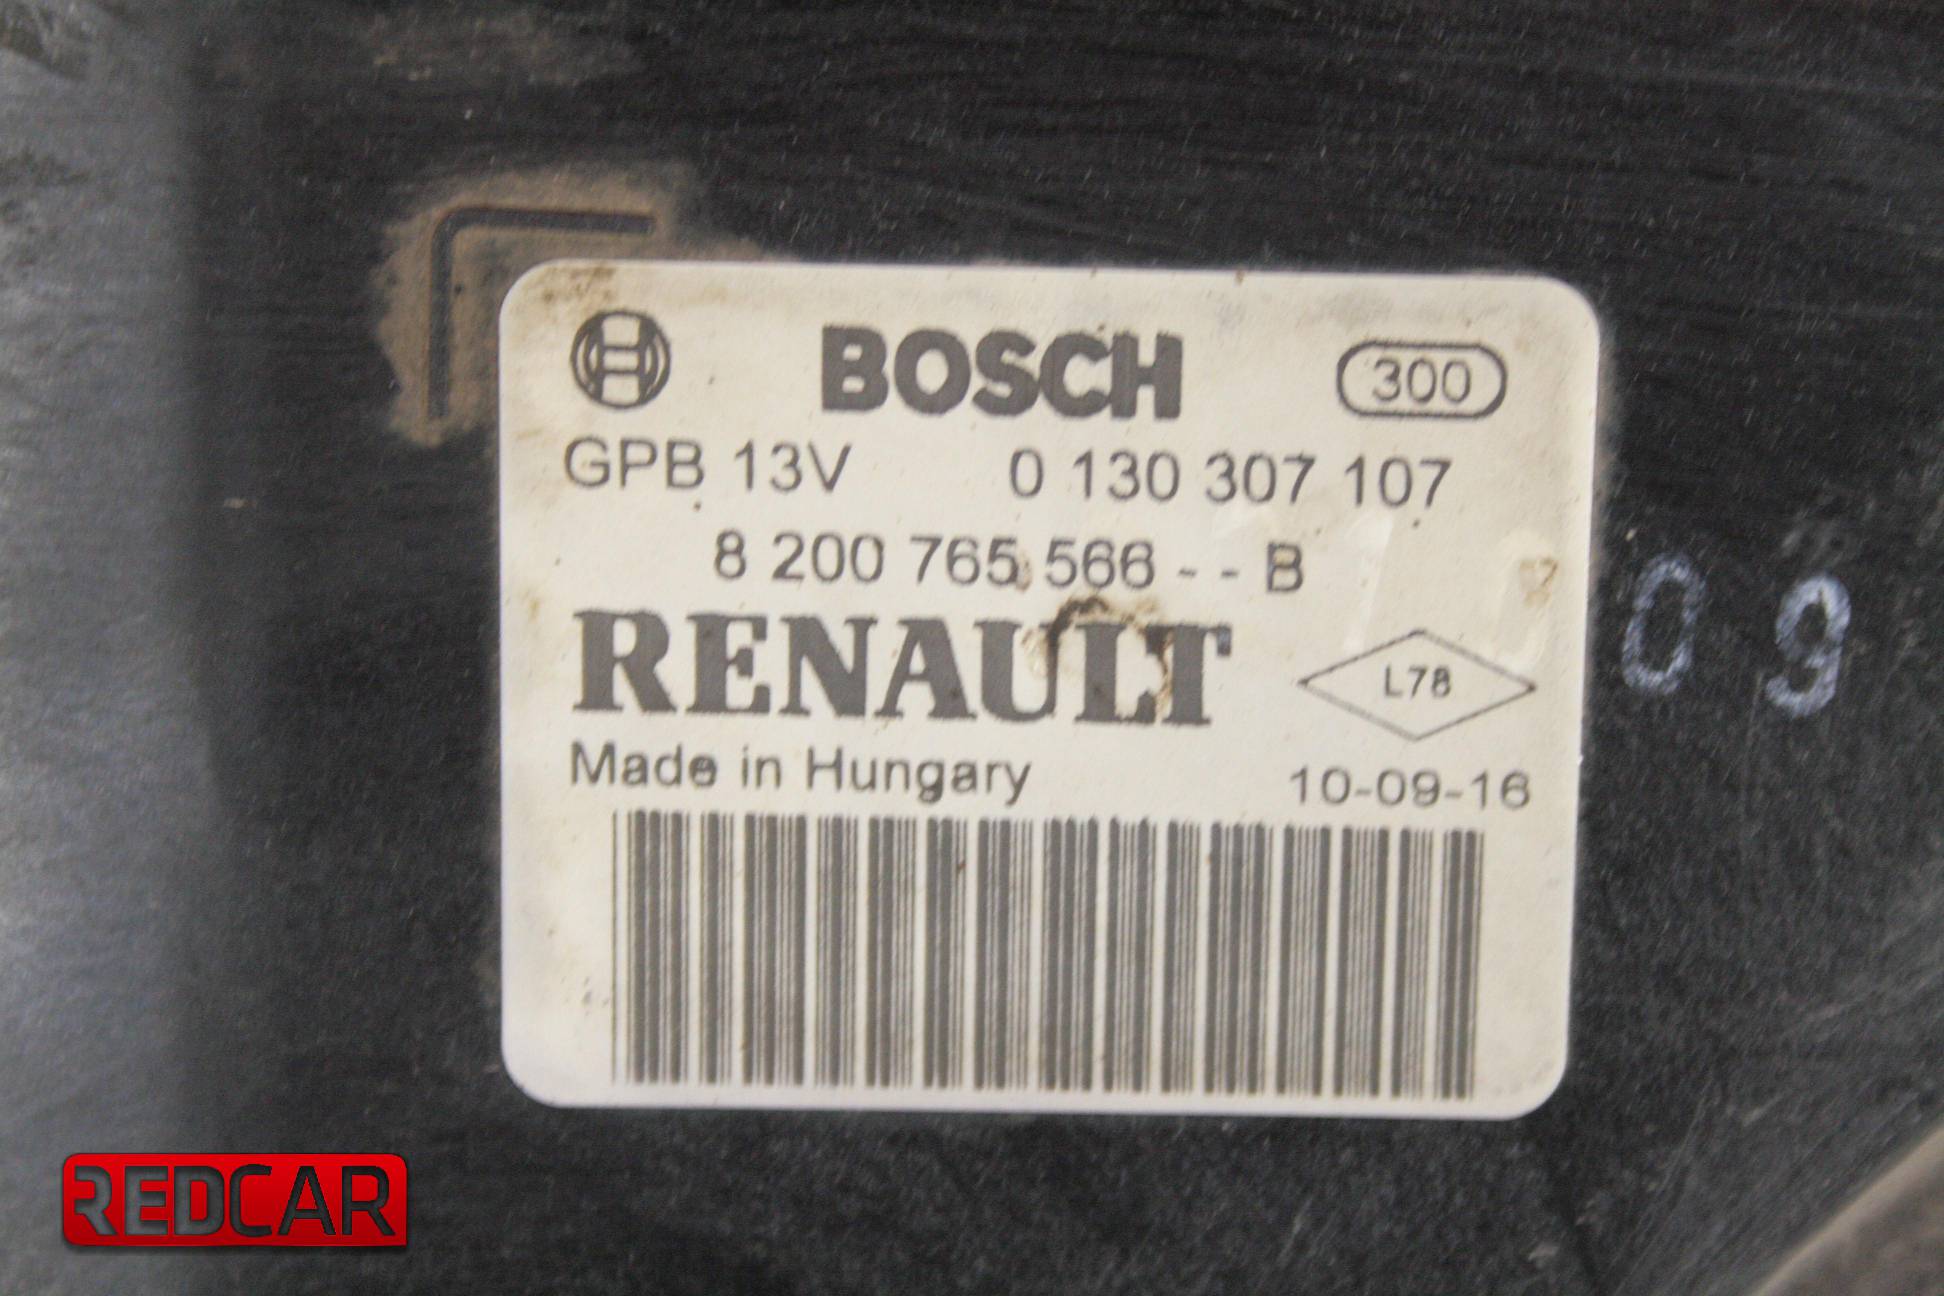 BOSCH 300
GPB 13V 0 130 307 107
8 200 765 566 - - B
RENAULT L78
Made in Hungary 10-09-16
0 9
REDCAR